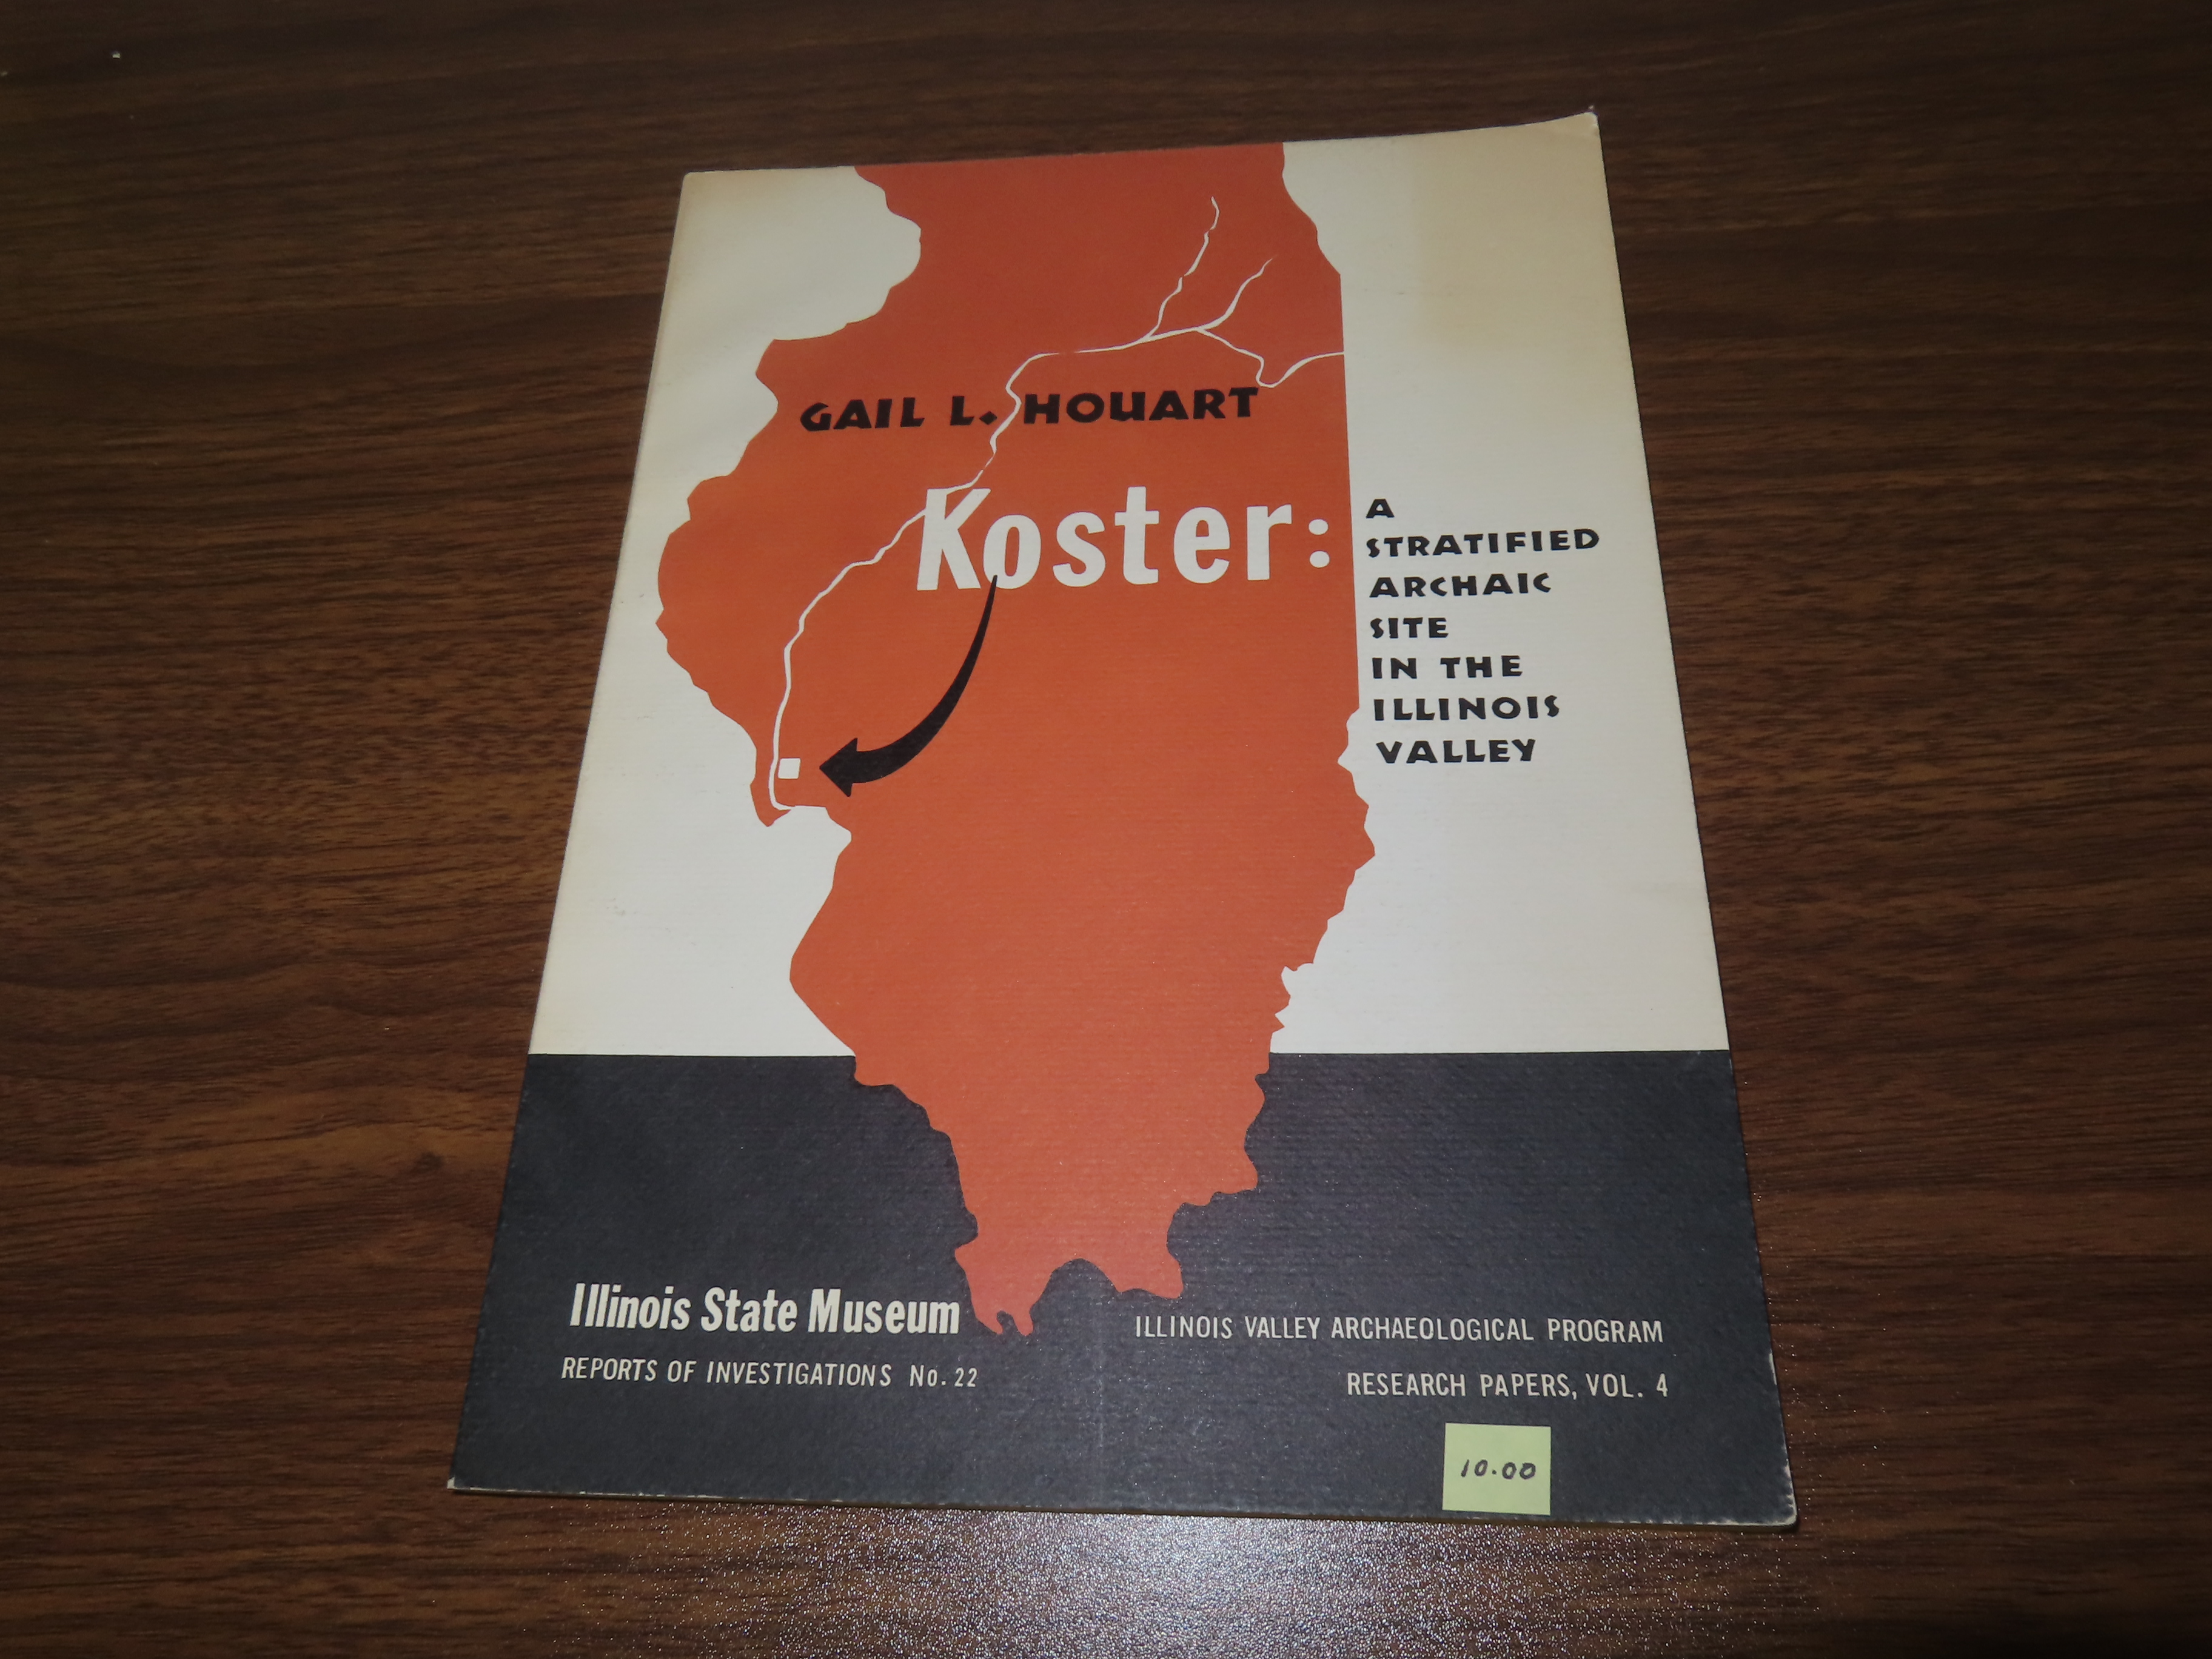 GAIL L. HOUART
Koster:
A
STRATIFIED
ARCHAIC
SITE
IN THE
ILLINOIS
VALLEY
Illinois State Museum
REPORTS OF INVESTIGATIONS No. 22
ILLINOIS VALLEY ARCHAEOLOGICAL PROGRAM
RESEARCH PAPERS, VOL. 4
10.00